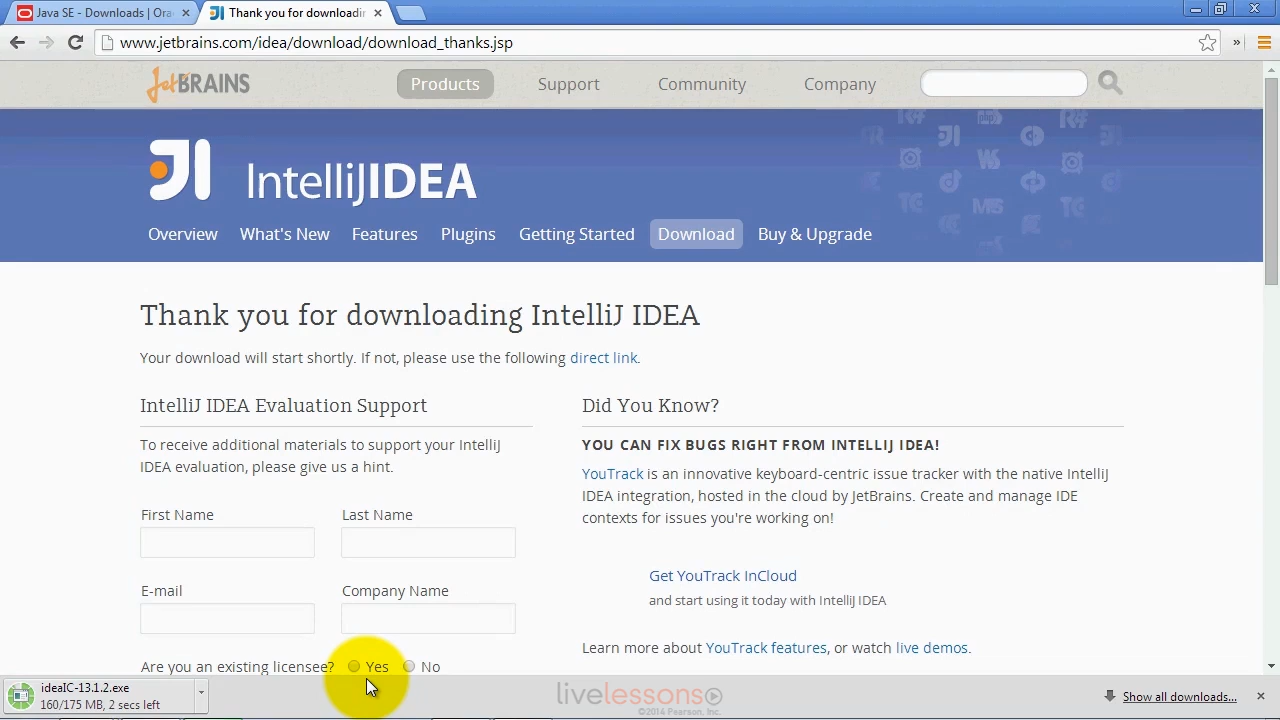 Java SE - Downloads | Ora
Thank you for downloadin
www.jetbrains.com/idea/download/download_thanks.jsp
JetBRAINS
Products Support Community Company
IntelliJIDEA
Overview What's New Features Plugins Getting Started Download Buy & Upgrade
Thank you for downloading IntelliJ IDEA
Your download will start shortly. If not, please use the following direct link.
IntelliJ IDEA Evaluation Support
To receive additional materials to support your IntelliJ
IDEA evaluation, please give us a hint.
First Name Last Name
E-mail Company Name
Are you an existing licensee? Yes No
Did You Know?
YOU CAN FIX BUGS RIGHT FROM INTELLIJ IDEA!
YouTrack is an innovative keyboard-centric issue tracker with the native IntelliJ
IDEA integration, hosted in the cloud by JetBrains. Create and manage IDE
contexts for issues you're working on!
Get YouTrack InCloud
and start using it today with IntelliJ IDEA
Learn more about YouTrack features, or watch live demos.
ideaIC-13.1.2.exe
160/175 MB, 2 secs left
livelessons
©2014 Pearson, Inc.
Show all downloads...